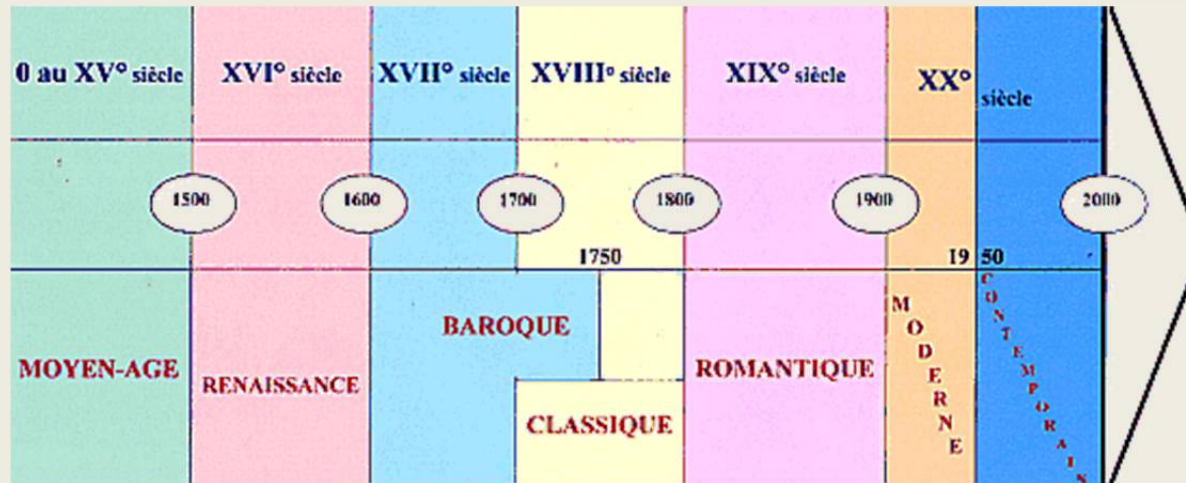 0 au XV° siècle
XVI° siècle
XVII° siècle
XVIII° siècle
XIX° siècle
XX° siècle
1500
1600
1700
1800
1900
2000
1750
19 50
MOYEN-AGE
RENAISSANCE
BAROQUE
CLASSIQUE
ROMANTIQUE
MODERNE
CONTEMPORAIN